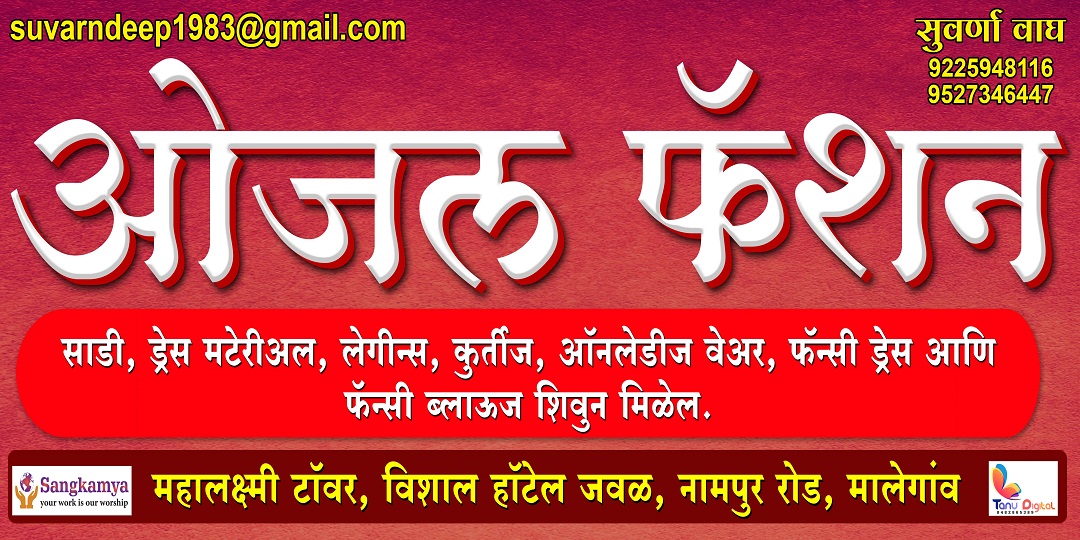 suvarndeep1983@gmail.com
सुवर्णा वाघ
9225948116
9527346447
ओजल फॅशन
साडी, ड्रेस मटेरीअल, लेगीन्स, कुर्तीज, ऑनलेडीज वेअर, फॅन्सी ड्रेस आणि
फॅन्सी ब्लाऊज शिवुन मिळेल.
Sangkamya
your work is our worship
महालक्ष्मी टॉवर, विशाल हॉटेल जवळ, नामपुर रोड, मालेगांव
Tanu Digital